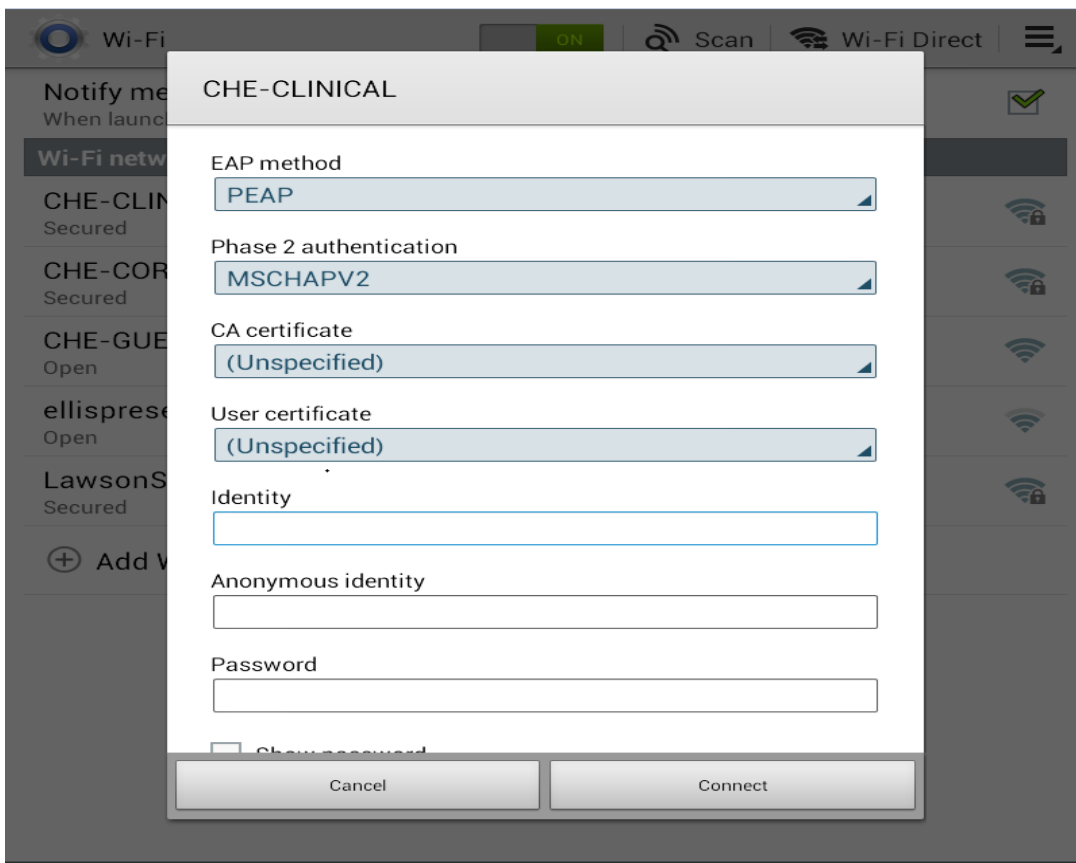 Wi-Fi ON Scan Wi-Fi Direct
CHE-CLINICAL
Notify me
When launc
Wi-Fi netw
EAP method
PEAP
CHE-CLIN
Secured
Phase 2 authentication
MSCHAPV2
CHE-COR
Secured
CA certificate
(Unspecified)
CHE-GUE
Open
User certificate
(Unspecified)
ellisprese
Open
LawsonS
Secured
Identity
Add
Anonymous identity
Password
Show password
Cancel Connect